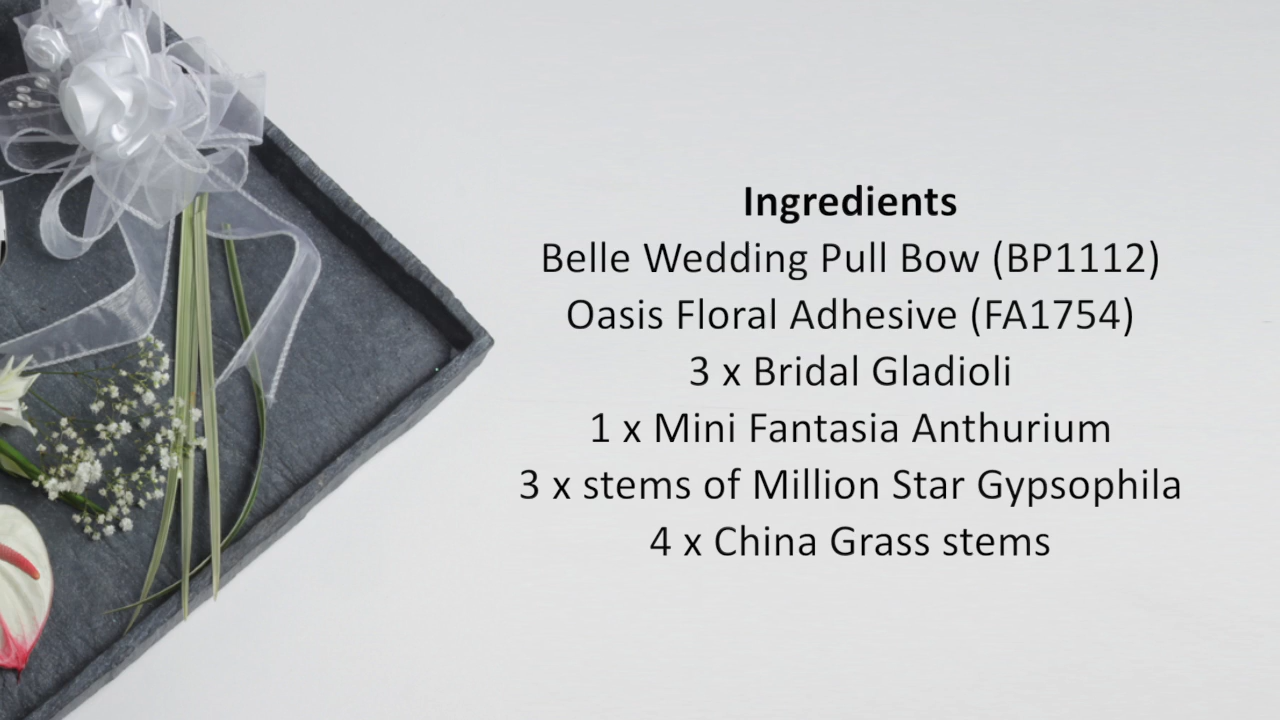 Ingredients
Belle Wedding Pull Bow (BP1112)
Oasis Floral Adhesive (FA1754)
3 x Bridal Gladioli
1 x Mini Fantasia Anthurium
3 x stems of Million Star Gypsophila
4 x China Grass stems